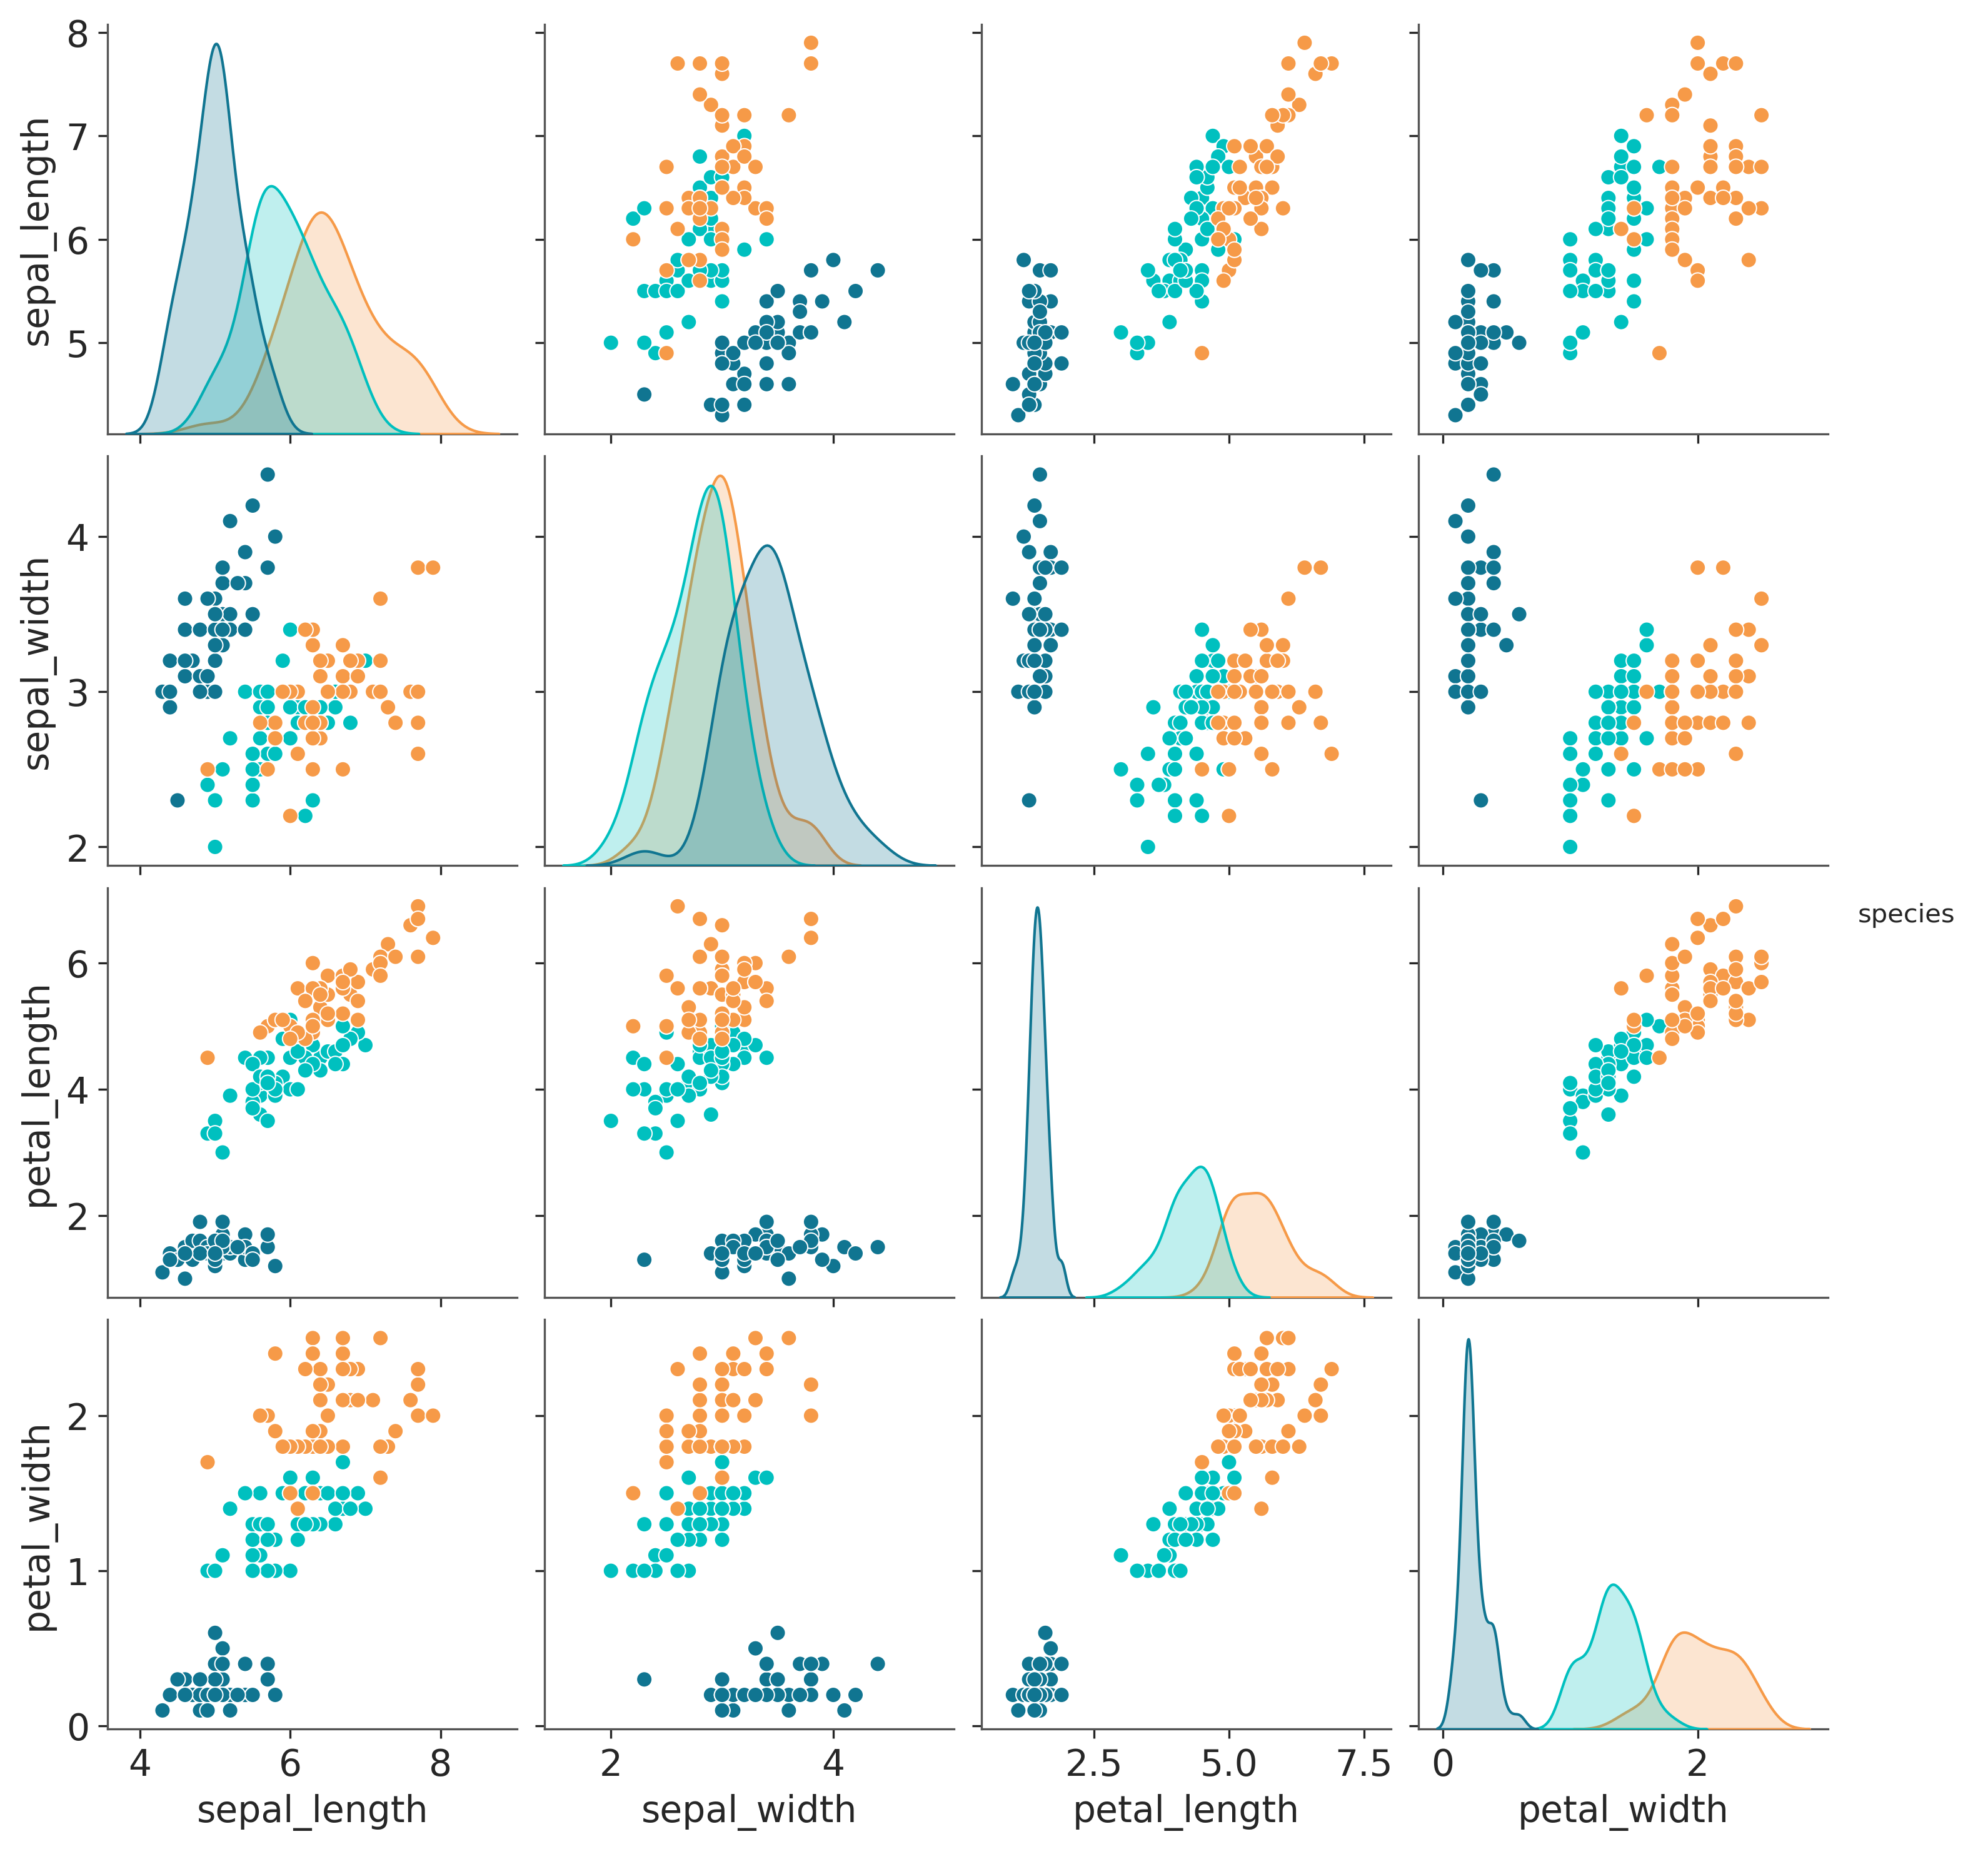 8
7
6
5
sepal_length
4
3
2
sepal_width
6
4
2
petal_length
species
2
1
0
petal_width
4 6 8
2 4
2.5 5.0 7.5
0 2
sepal_length
sepal_width
petal_length
petal_width